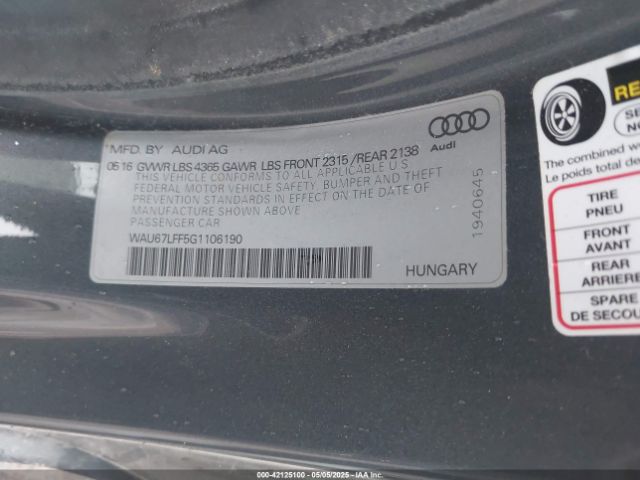 MFD. BY AUDI AG
0516 GVWR LBS 4365 GAWR LBS FRONT 2315 /REAR 2138
THIS VEHICLE CONFORMS TO ALL APPLICABLE U.S.
FEDERAL MOTOR VEHICLE SAFETY, BUMPER AND THEFT
PREVENTION STANDARDS IN EFFECT ON THE DATE OF
MANUFACTURE SHOWN ABOVE
PASSENGER CAR
WAU67LFF5G1106190
HUNGARY
Audi
1940645
The combined w
Le poids total de
TIRE
PNEU
FRONT
AVANT
REAR
ARRIERE
SPARE
DE SECOU
000-42125100 - 05/05/2025 - IAAI Inc.